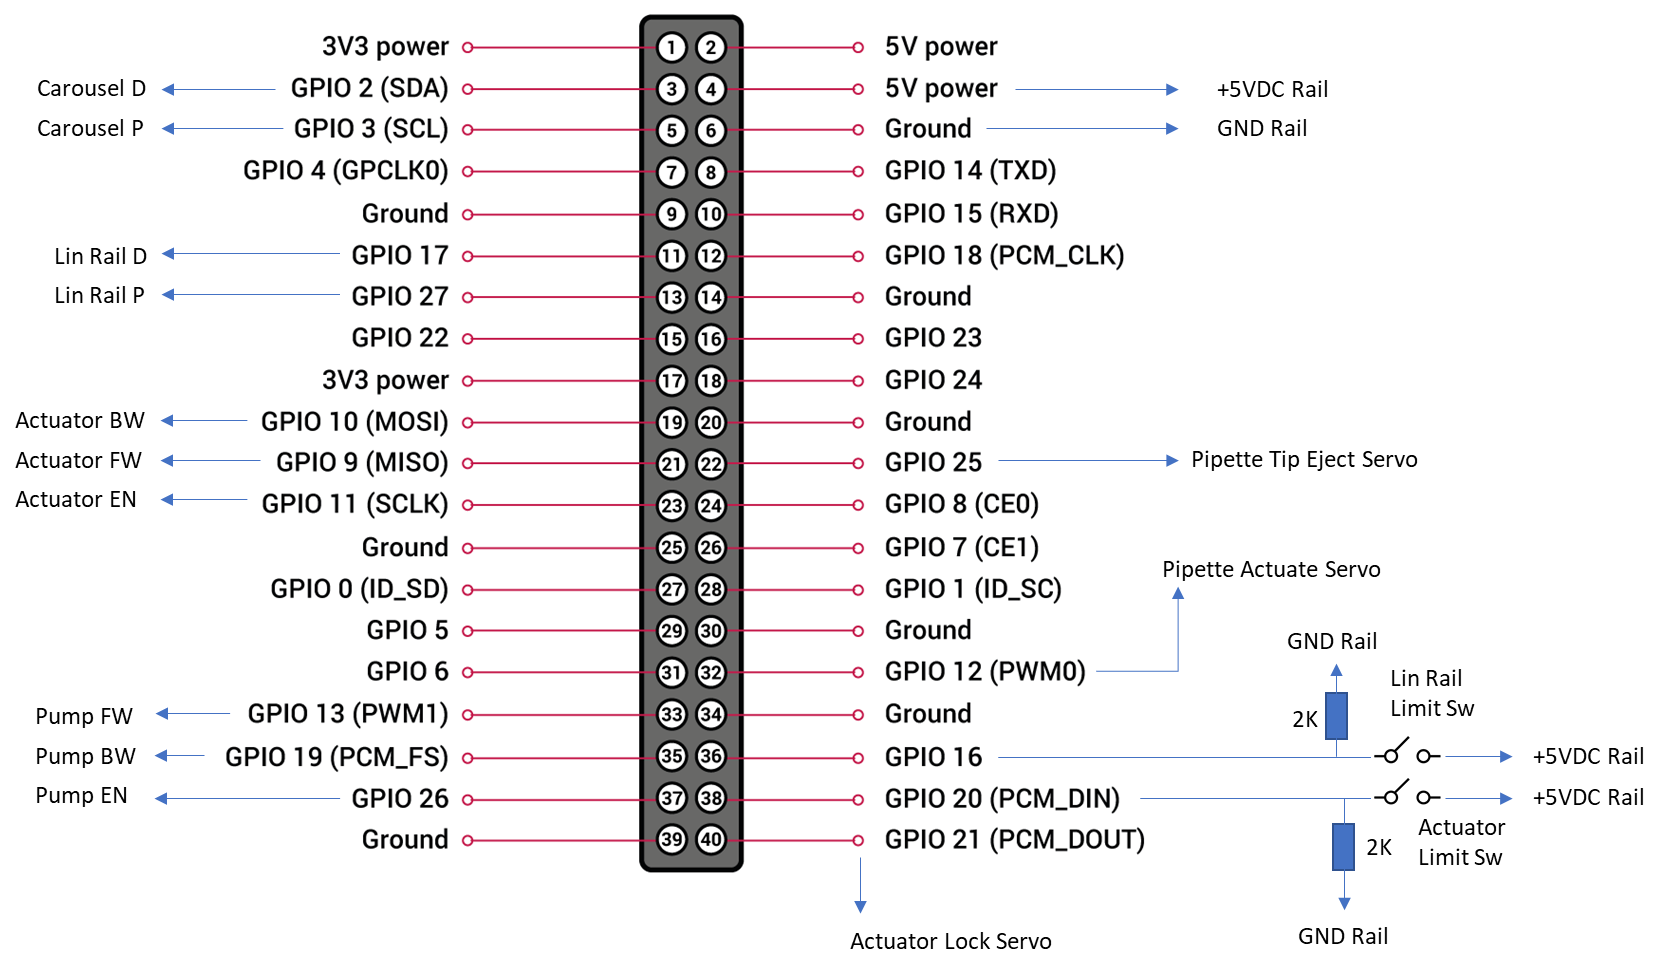 3V3 power 1 2 5V power
Carousel D GPIO 2 (SDA) 3 4 5V power +5VDC Rail
Carousel P GPIO 3 (SCL) 5 6 Ground GND Rail
GPIO 4 (GPCLK0) 7 8 GPIO 14 (TXD)
Ground 9 10 GPIO 15 (RXD)
Lin Rail D GPIO 17 11 12 GPIO 18 (PCM_CLK)
Lin Rail P GPIO 27 13 14 Ground
GPIO 22 15 16 GPIO 23
3V3 power 17 18 GPIO 24
Actuator BW GPIO 10 (MOSI) 19 20 Ground
Actuator FW GPIO 9 (MISO) 21 22 GPIO 25 Pipette Tip Eject Servo
Actuator EN GPIO 11 (SCLK) 23 24 GPIO 8 (CE0)
Ground 25 26 GPIO 7 (CE1)
Pipette Actuate Servo
GPIO 0 (ID_SD) 27 28 GPIO 1 (ID_SC)
GPIO 5 29 30 Ground
GND Rail
GPIO 6 31 32 GPIO 12 (PWM0)
Lin Rail
Limit Sw
2K
Pump FW GPIO 13 (PWM1) 33 34 Ground
Pump BW GPIO 19 (PCM_FS) 35 36 GPIO 16 +5VDC Rail
Pump EN GPIO 26 37 38 GPIO 20 (PCM_DIN) +5VDC Rail
Actuator
Limit Sw
2K
Ground 39 40 GPIO 21 (PCM_DOUT)
GND Rail
Actuator Lock Servo